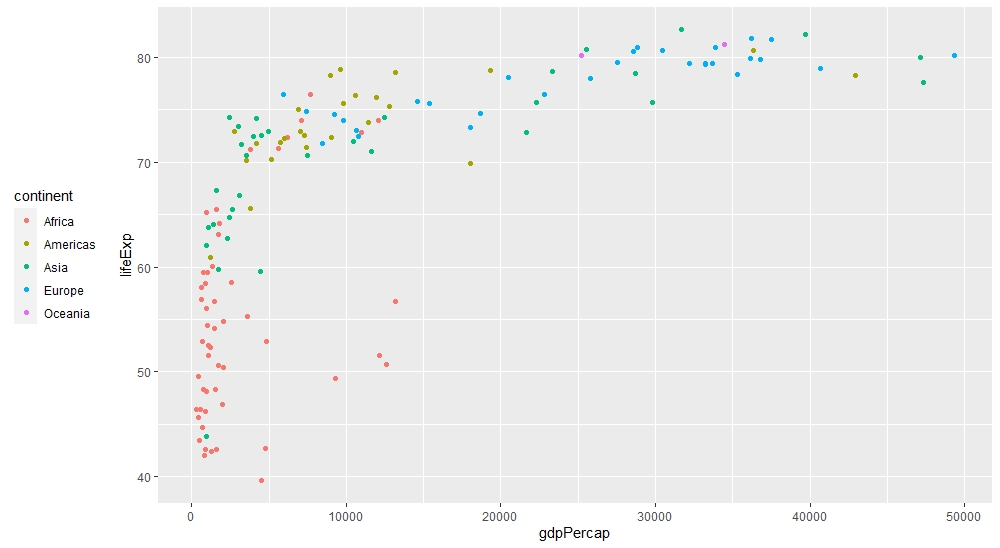 continent
Africa
Americas
Asia
Europe
Oceania
lifeExp
80
70
60
50
40
0 10000 20000 30000 40000 50000
gdpPercap